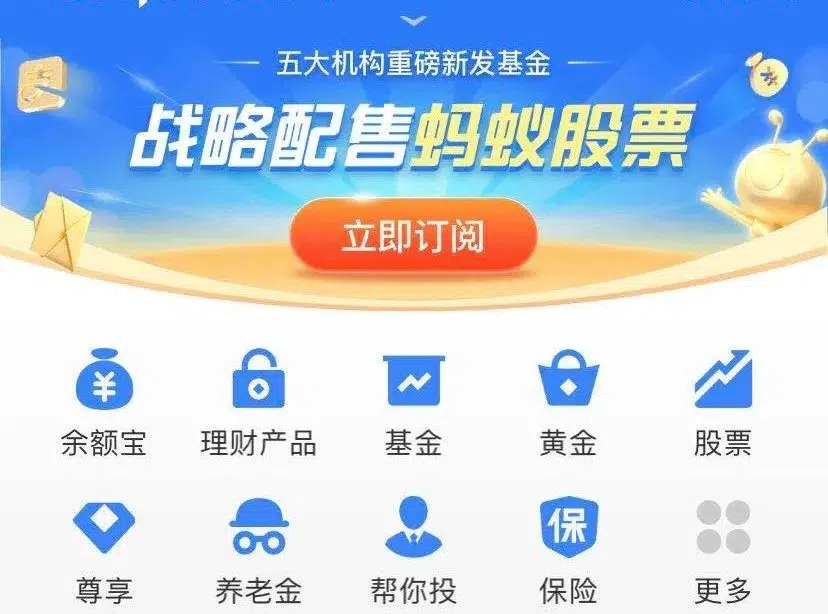 五大机构重磅新发基金
战略配售蚂蚁股票
立即订阅
余额宝 理财产品 基金 黄金 股票
保
尊享 养老金 帮你投 保险 更多